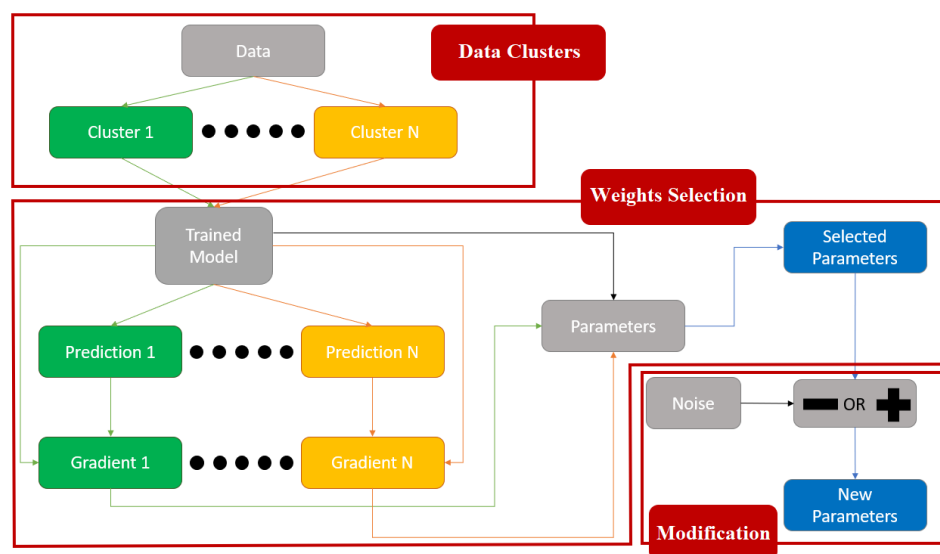 Data
Data Clusters
Cluster 1
Cluster N
Weights Selection
Trained
Model
Selected
Parameters
Parameters
Prediction 1
Prediction N
Noise
OR
Gradient 1
Gradient N
New
Parameters
Modification